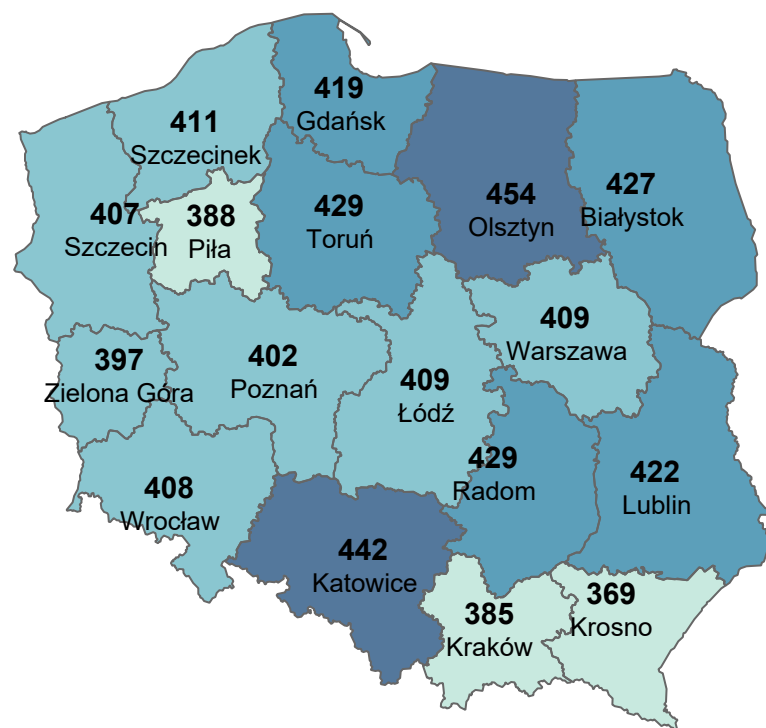 419
Gdańsk
411
Szczecinek
454
Olsztyn
427
Białystok
407
Szczecin
388
Piła
429
Toruń
409
Warszawa
397
Zielona Góra
402
Poznań
409
Łódź
429
Radom
422
Lublin
408
Wrocław
442
Katowice
385
Kraków
369
Krosno